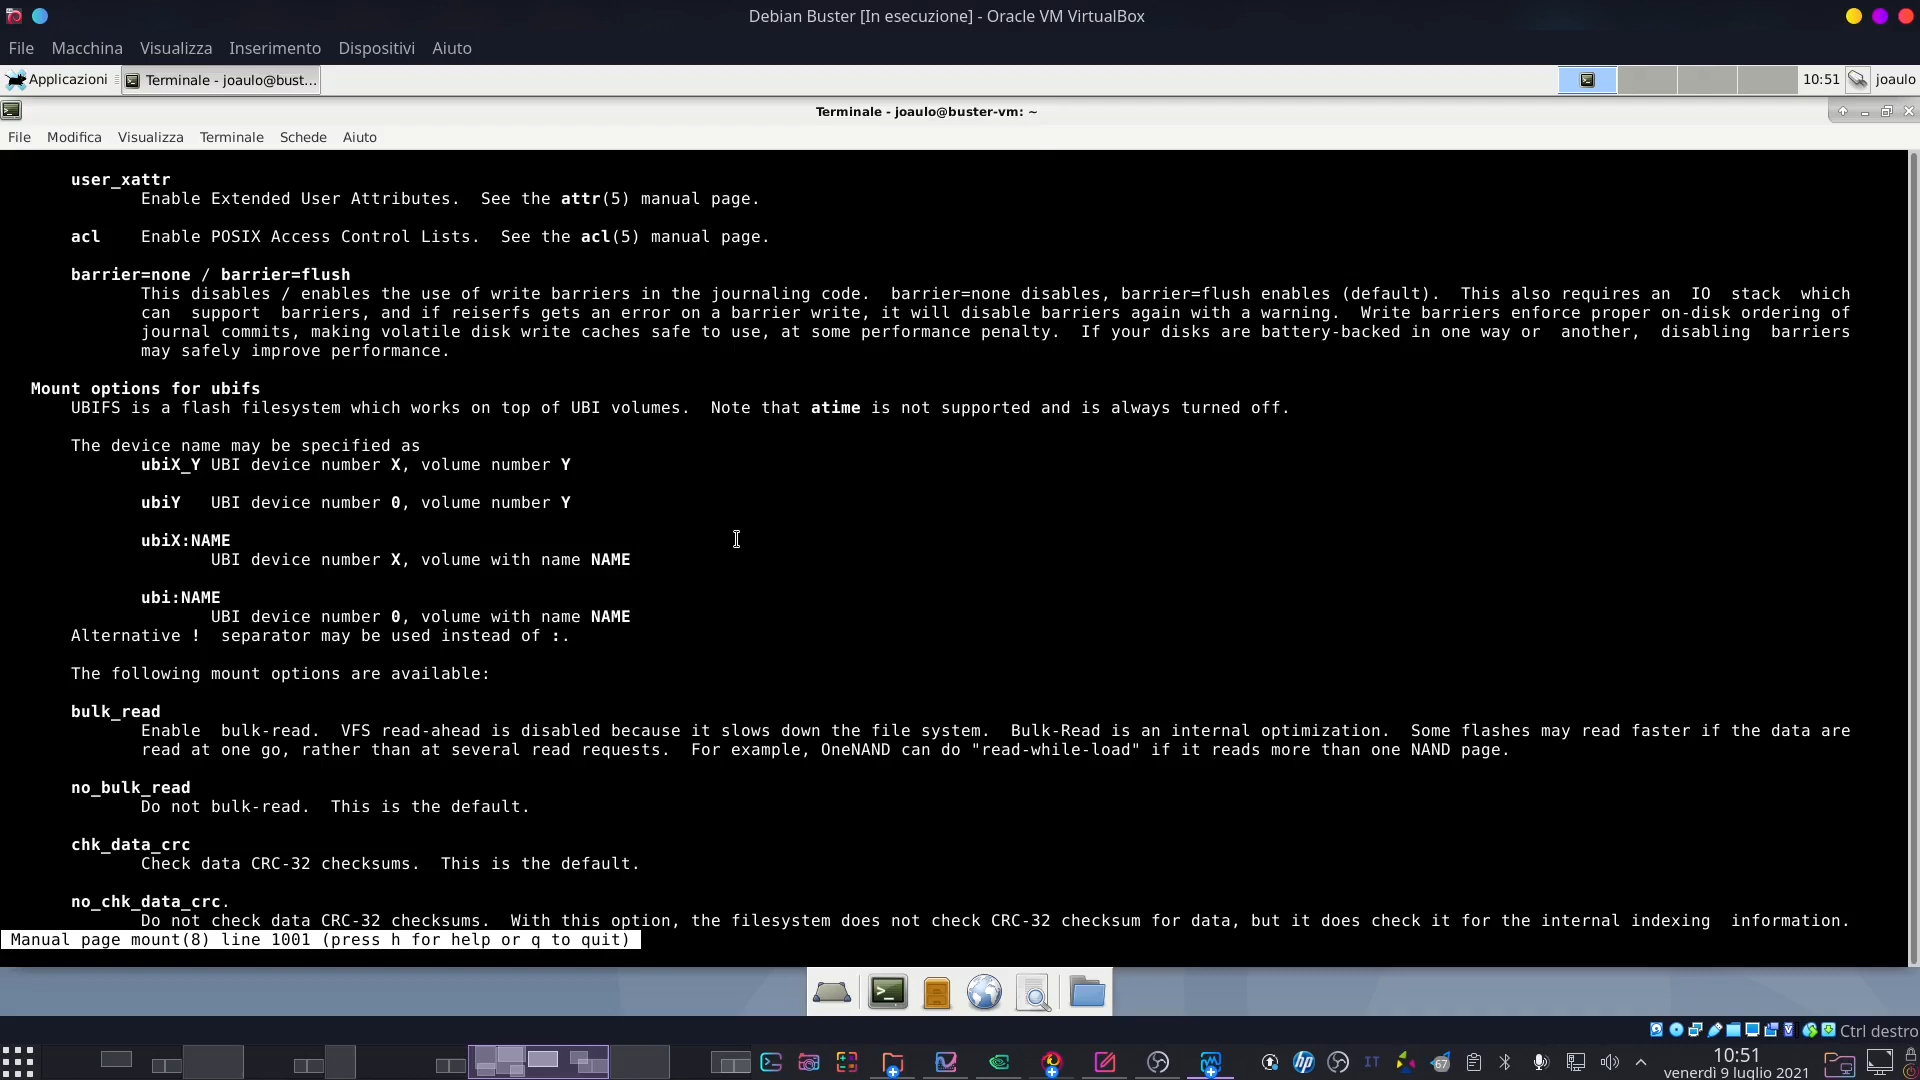 Debian Buster [In esecuzione] - Oracle VM VirtualBox
File Macchina Visualizza Inserimento Dispositivi Aiuto
Applicazioni Terminale - joaulo@bust... 10:51 joaulo
Terminale - joaulo@buster-vm: ~
File Modifica Visualizza Terminale Schede Aiuto
user_xattr
Enable Extended User Attributes. See the attr(5) manual page.
acl Enable POSIX Access Control Lists. See the acl(5) manual page.
barrier=none / barrier=flush
This disables / enables the use of write barriers in the journaling code. barrier=none disables, barrier=flush enables (default). This also requires an IO stack which
can support barriers, and if reiserfs gets an error on a barrier write, it will disable barriers again with a warning. Write barriers enforce proper on-disk ordering of
journal commits, making volatile disk write caches safe to use, at some performance penalty. If your disks are battery-backed in one way or another, disabling barriers
may safely improve performance.
Mount options for ubifs
UBIFS is a flash filesystem which works on top of UBI volumes. Note that atime is not supported and is always turned off.
The device name may be specified as
ubiX_Y UBI device number X, volume number Y
ubiY UBI device number 0, volume number Y
ubiX:NAME
UBI device number X, volume with name NAME
ubi:NAME
UBI device number 0, volume with name NAME
Alternative ! separator may be used instead of :.
The following mount options are available:
bulk_read
Enable bulk-read. VFS read-ahead is disabled because it slows down the file system. Bulk-Read is an internal optimization. Some flashes may read faster if the data are
read at one go, rather than at several read requests. For example, OneNAND can do "read-while-load" if it reads more than one NAND page.
no_bulk_read
Do not bulk-read. This is the default.
chk_data_crc
Check data CRC-32 checksums. This is the default.
no_chk_data_crc.
Do not check data CRC-32 checksums. With this option, the filesystem does not check CRC-32 checksum for data, but it does check it for the internal indexing information.
Manual page mount(8) line 1001 (press h for help or q to quit)
Ctrl destro
IT 67 10:51
venerdì 9 luglio 2021